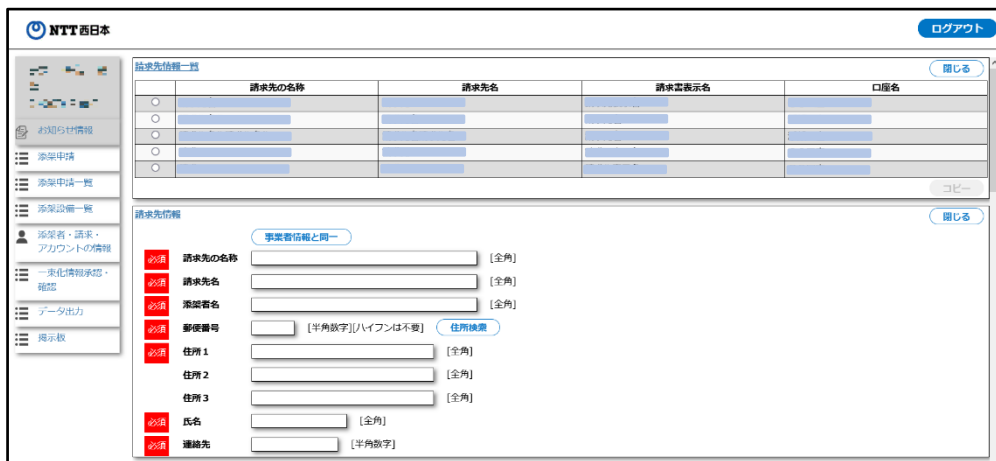 NTT西日本
ログアウト
お知らせ情報
添架申請
添架申請一覧
添架設備一覧
添架者・請求・
アカウントの情報
一束化情報承認・
確認
データ出力
掲示板
請求先情報一覧
閉じる
請求先の名称 請求先名 請求書表示名 口座名
コピー
請求先情報
閉じる
事業者情報と同一
必須 請求先の名称 [全角]
必須 請求先名 [全角]
必須 添架者名 [全角]
必須 郵便番号 [半角数字][ハイフンは不要] 住所検索
必須 住所1 [全角]
住所2 [全角]
住所3 [全角]
必須 氏名 [全角]
必須 連絡先 [半角数字]